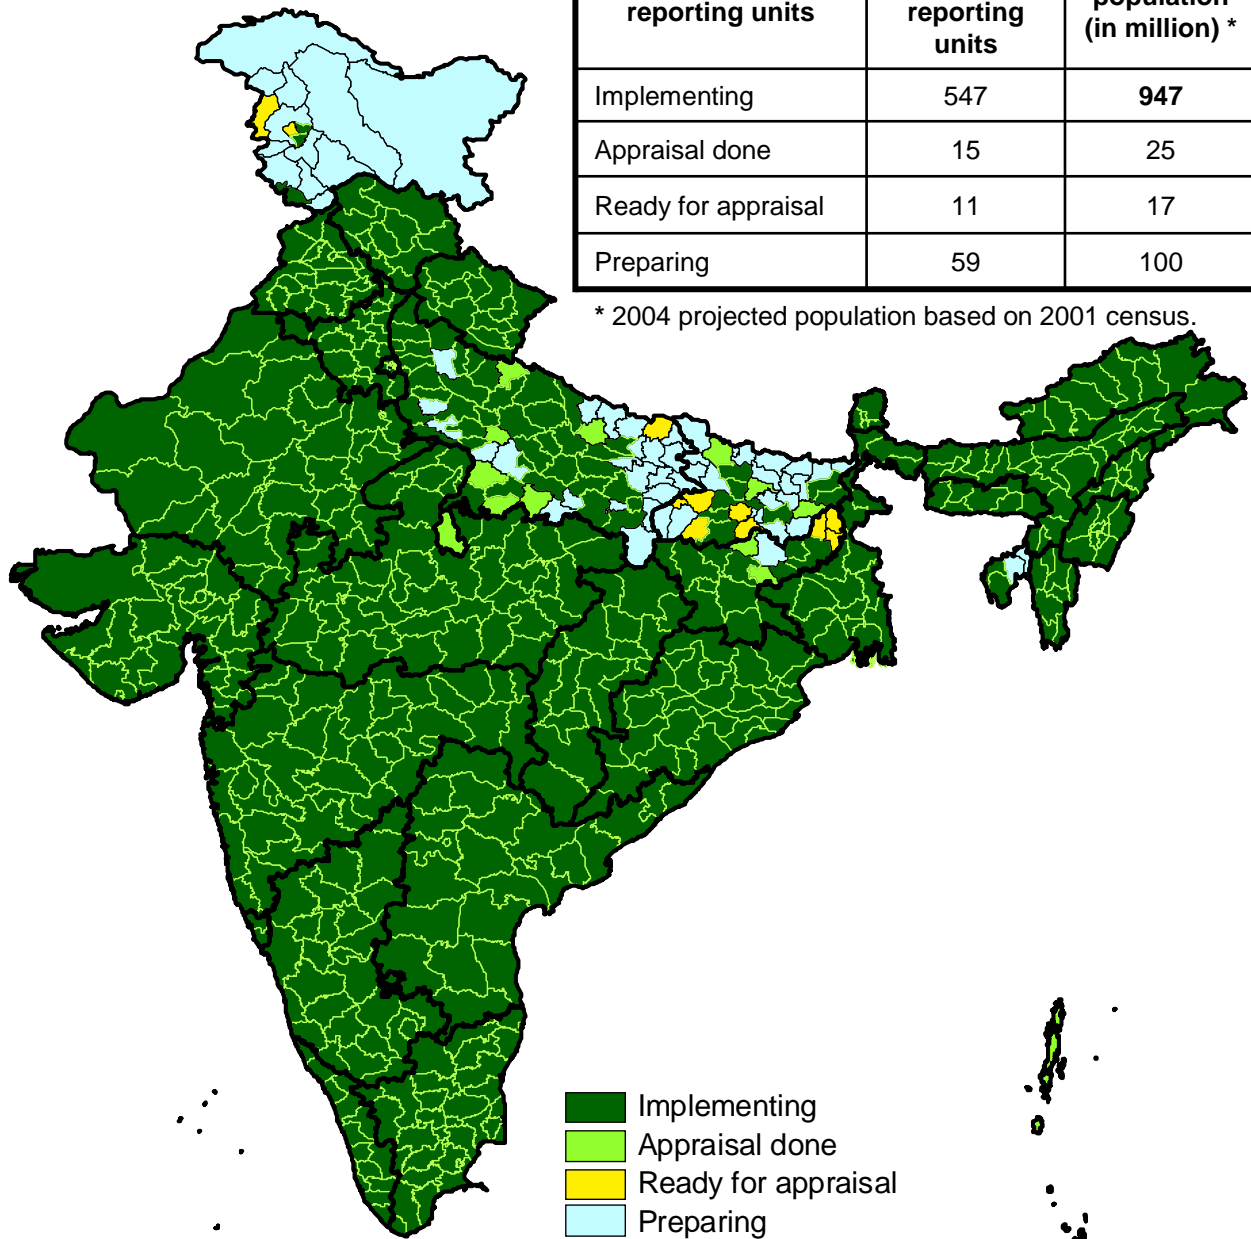 reporting units
reporting
units
population
(in million) *
Implementing 547 947
Appraisal done 15 25
Ready for appraisal 11 17
Preparing 59 100
* 2004 projected population based on 2001 census.
Implementing
Appraisal done
Ready for appraisal
Preparing